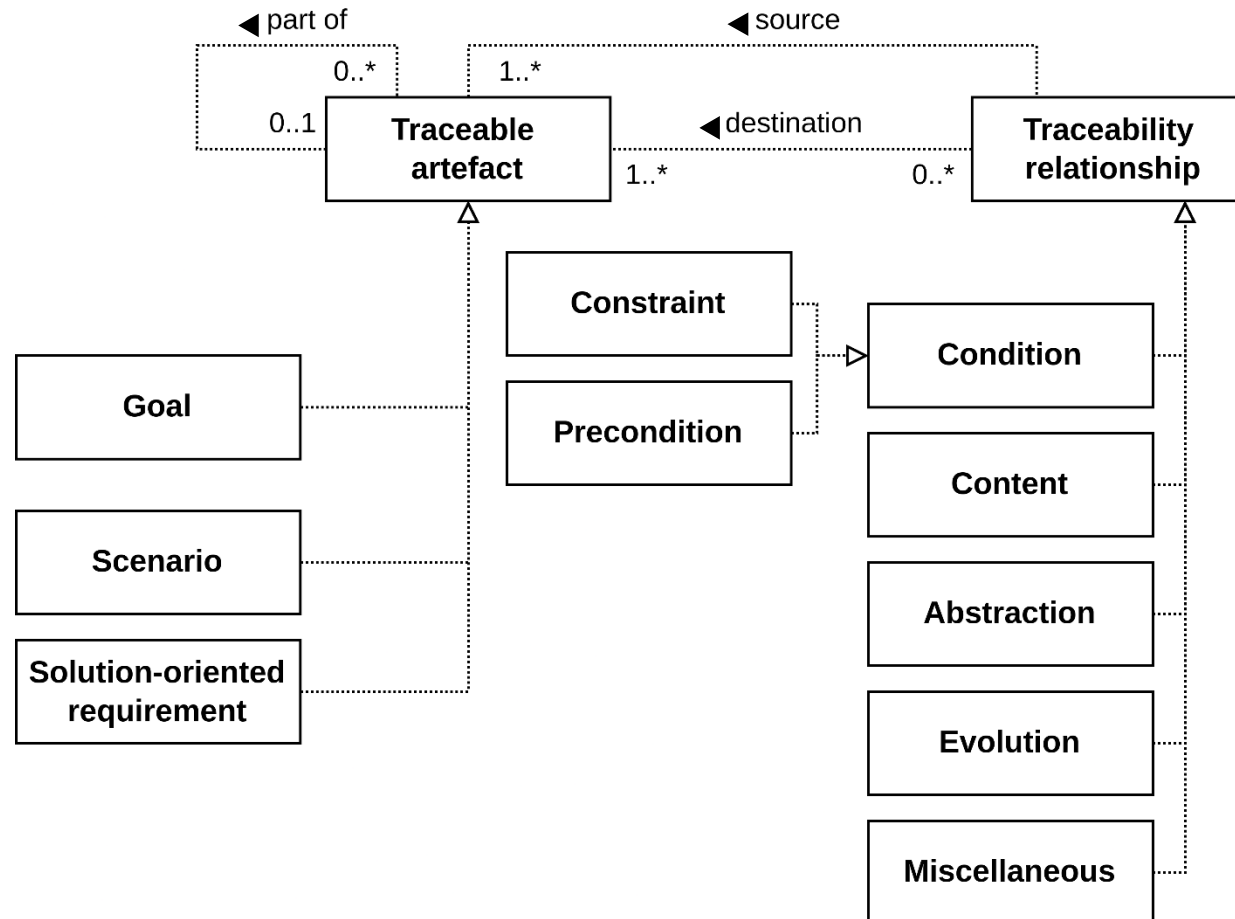 ◀ part of
◀ source
0..*
1..*
0..1
Traceable
artefact
◀ destination
1..*
0..*
Traceability
relationship
Constraint
Precondition
Condition
Content
Abstraction
Evolution
Miscellaneous
Goal
Scenario
Solution-oriented
requirement